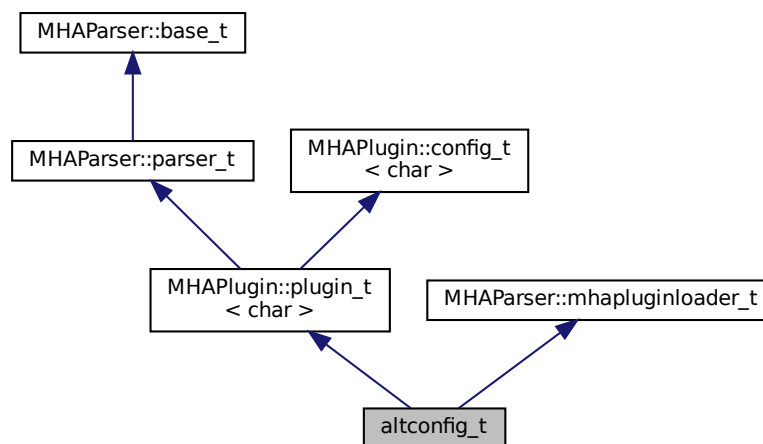 MHAParser::base_t
MHAParser::parser_t
MHAPlugin::config_t
< char >
MHAPlugin::plugin_t
< char >
MHAParser::mhapluginloader_t
altconfig_t